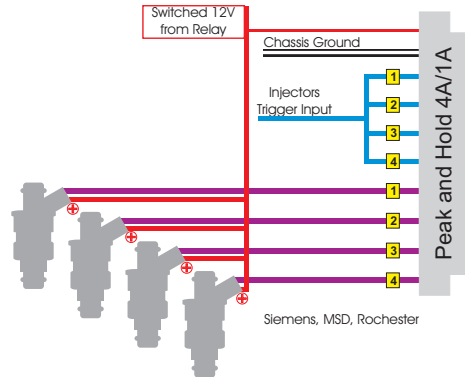 Switched 12V
from Relay
Chassis Ground
Injectors
Trigger Input
1
2
3
4
1
2
3
4
Peak and Hold 4A/1A
Siemens, MSD, Rochester